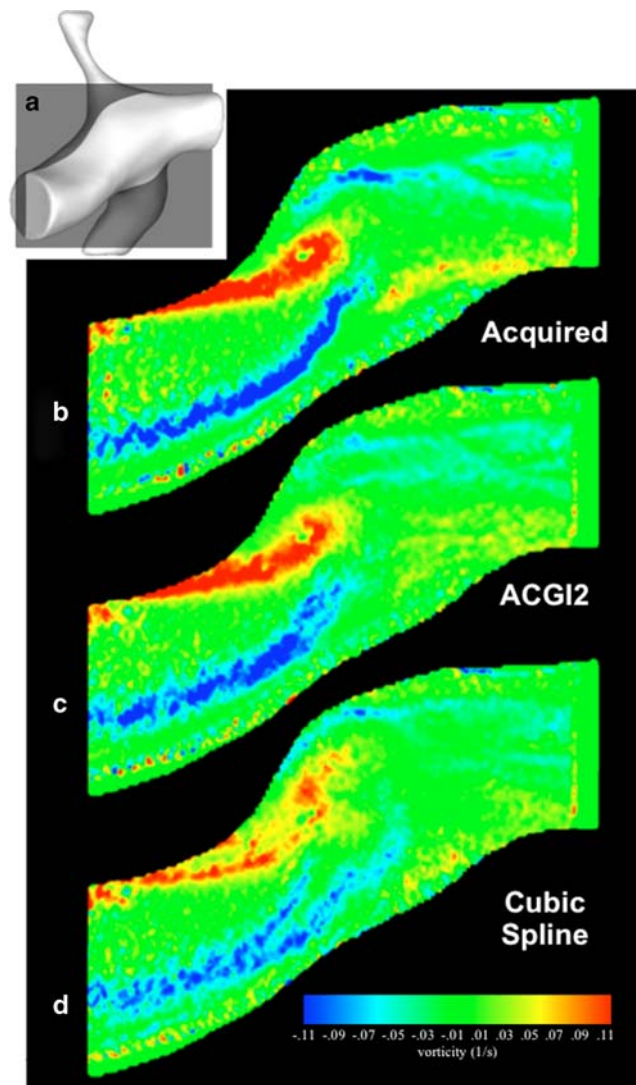 a
Acquired
b
ACGI2
c
Cubic
Spline
d
-.11 -.09 -.07 -.05 -.03 -.01 .01 .03 .05 .07 .09 .11
vorticity (1/s)